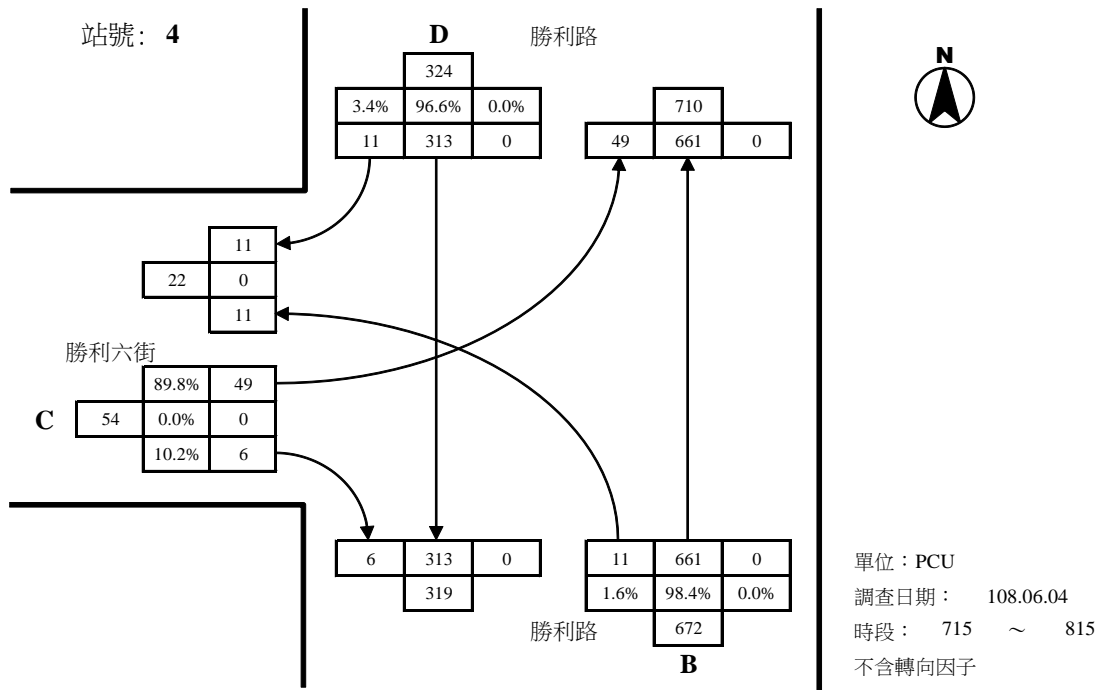 站號: 4
D 勝利路
N
324
3.4% 96.6% 0.0%
11 313 0
710
49 661 0
11
22 0
11
勝利六街
89.8% 49
C 54 0.0% 0
10.2% 6
6 313 0
319
11 661 0
1.6% 98.4% 0.0%
勝利路 672
B
單位：PCU
調查日期： 108.06.04
時段： 715 ～ 815
不含轉向因子